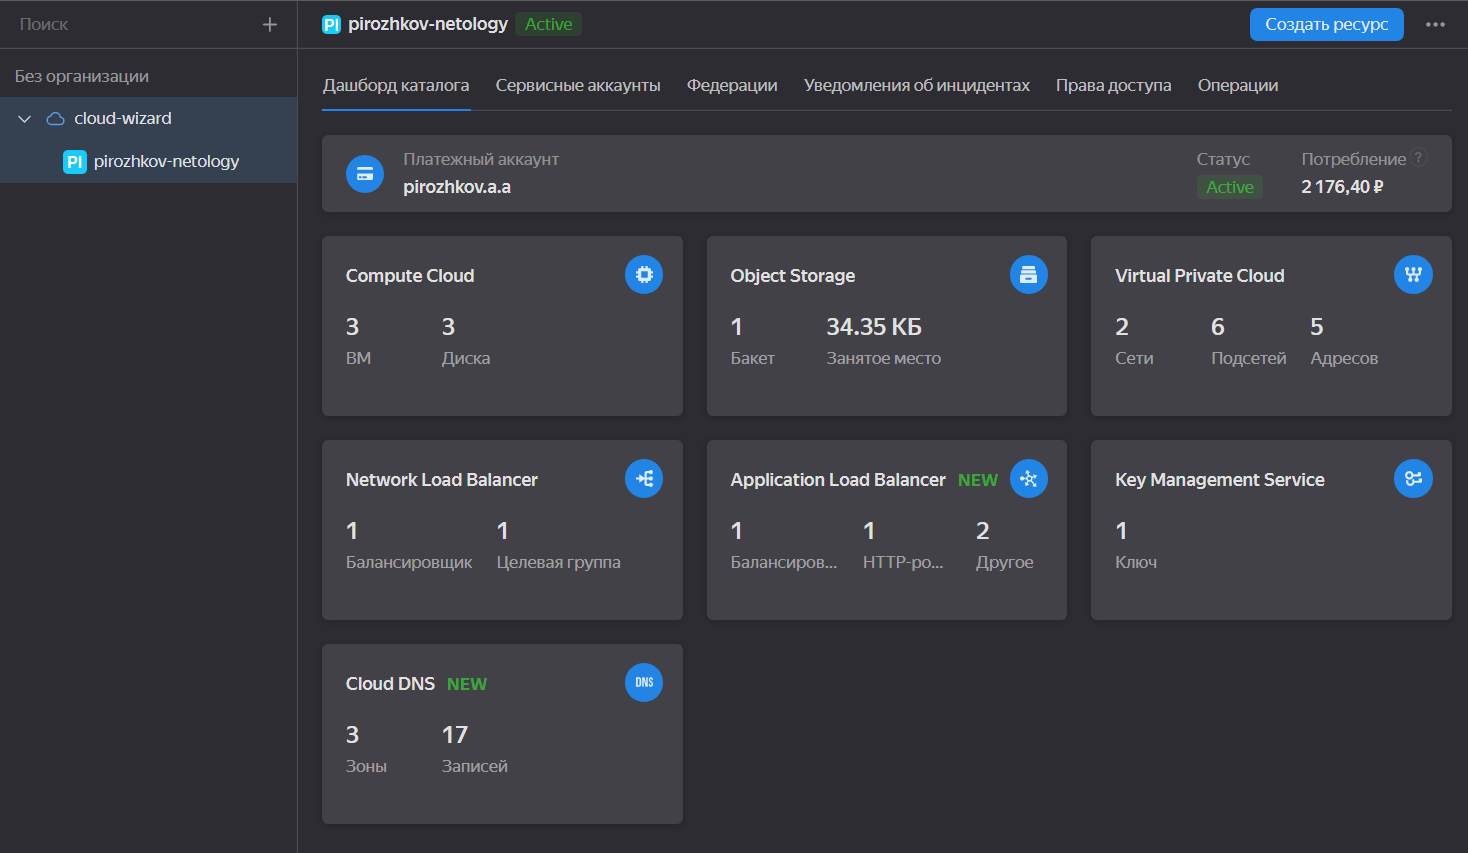 Поиск
Без организации
cloud-wizard
PI pirozhkov-netology
PI pirozhkov-netology Active
Создать ресурс
Дашборд каталога Сервисные аккаунты Федерации Уведомления об инцидентах Права доступа Операции
Платежный аккаунт Статус Потребление ?
pirozhkov.a.a Active 2 176,40 ₽
Compute Cloud
3 3
ВМ Диска
Object Storage
1 34.35 КБ
Бакет Занятое место
Virtual Private Cloud
2 6 5
Сети Подсетей Адресов
Network Load Balancer
1 1
Балансировщик Целевая группа
Application Load Balancer NEW
1 1 2
Балансиров... HTTP-ро... Другое
Key Management Service
1
Ключ
Cloud DNS NEW DNS
3 17
Зоны Записей